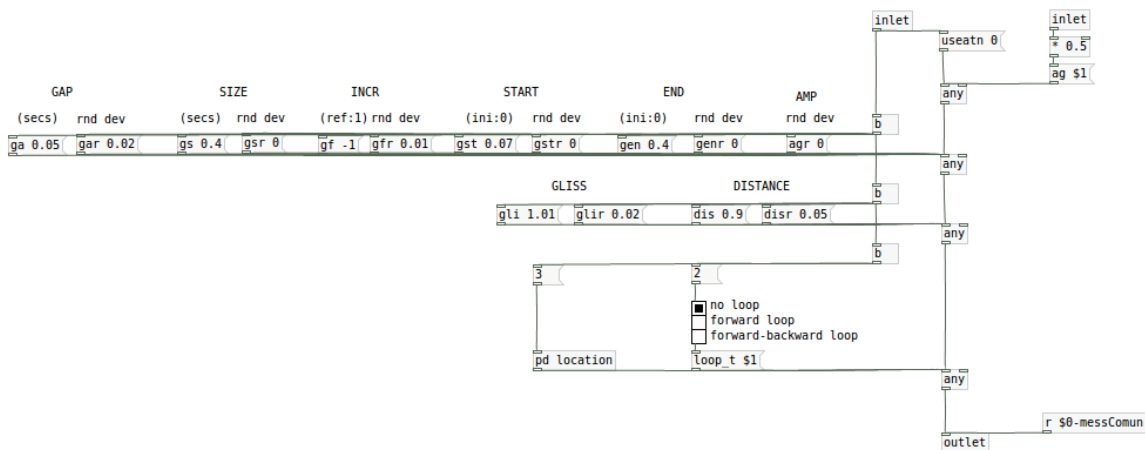 inlet inlet
useatn 0 * 0.5
ag $1
GAP SIZE INCR START END AMP any
(secs) rnd dev (secs) rnd dev (ref:1) rnd dev (ini:0) rnd dev (ini:0) rnd dev rnd dev b
ga 0.05 gar 0.02 gs 0.4 gsr 0 gf -1 gfr 0.01 gst 0.07 gstr 0 gen 0.4 genr 0 agr 0
any
GLISS DISTANCE b
gli 1.01 glir 0.02 dis 0.9 disr 0.05
any
b
3 2
no loop
forward loop
forward-backward loop
pd location loop_t $1
any
r $0-messComun
outlet